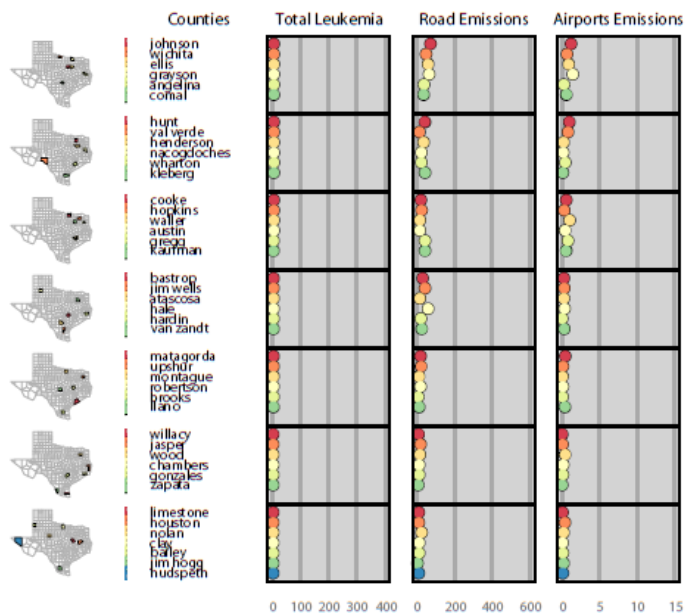 Counties Total Leukemia Road Emissions Airports Emissions
johnson
wichita
ellis
grayson
angelina
comal
hunt
val verde
henderson
nacogdoches
wharton
kleberg
cooke
hopkins
waller
austin
gregg
kaufman
bastrop
jim wells
atascosa
hale
hardin
van zandt
matagorda
upshur
montague
robertson
brooks
llano
willacy
jasper
wood
chambers
gonzales
zapata
limestone
houston
nolan
clay
bailey
jim hogg
hudspeth
0 100 200 300 400 0 200 400 600 0 5 10 15